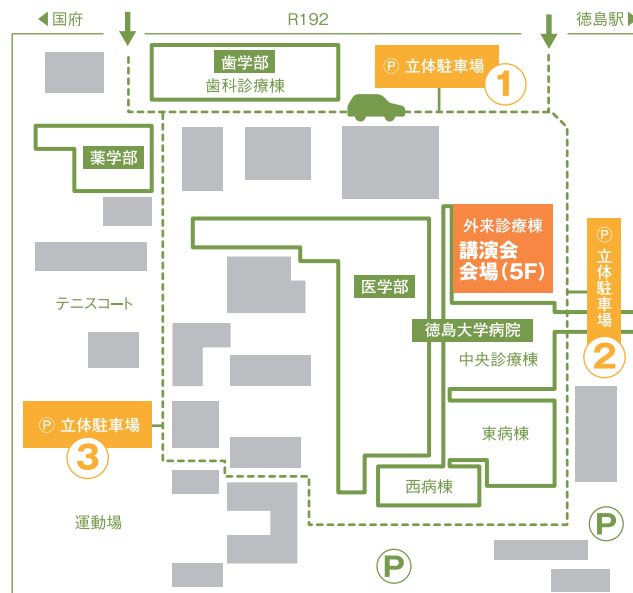 ◀国府
R192
徳島駅▶
歯学部
歯科診療棟
Ⓟ 立体駐車場
①
薬学部
外来診療棟
講演会
会場(5F)
Ⓟ 立体駐車場
②
医学部
徳島大学病院
中央診療棟
テニスコート
Ⓟ 立体駐車場
③
東病棟
西病棟
運動場
Ⓟ
Ⓟ